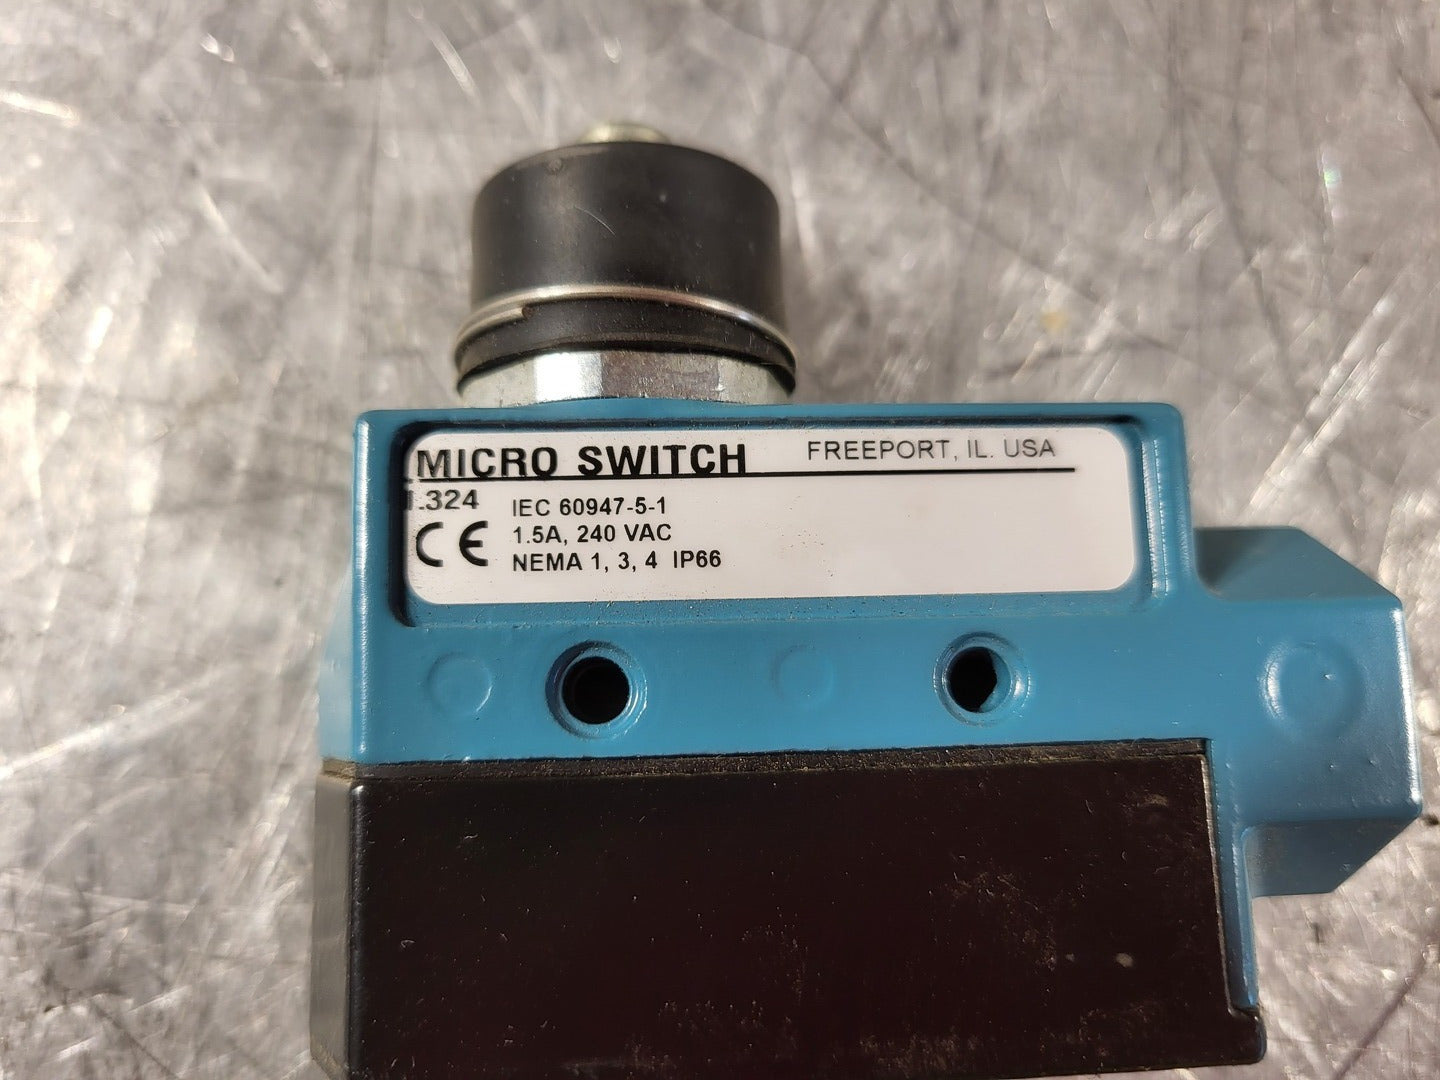 MICRO SWITCH FREEPORT, IL. USA
.324 IEC 60947-5-1
CE 1.5A, 240 VAC
NEMA 1, 3, 4 IP66